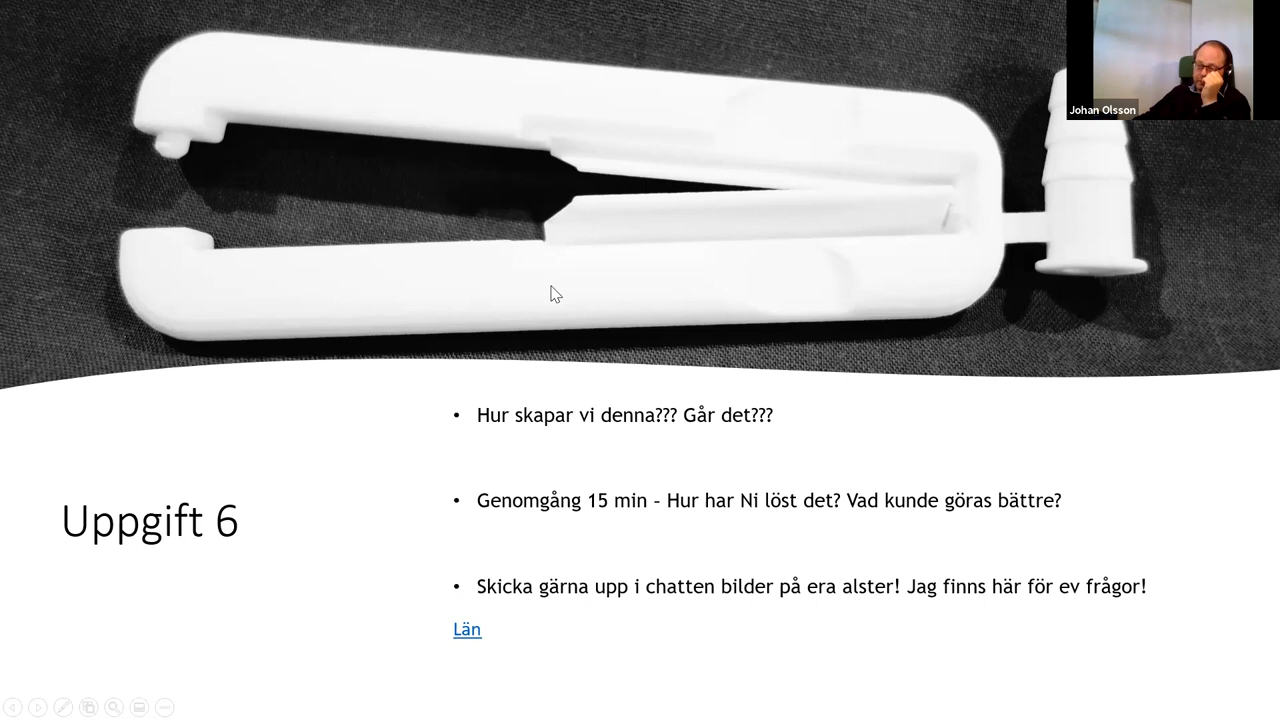 Johan Olsson
• Hur skapar vi denna??? Går det???
• Genomgång 15 min - Hur har Ni löst det? Vad kunde göras bättre?
Uppgift 6
• Skicka gärna upp i chatten bilder på era alster! Jag finns här för ev frågor!
Län